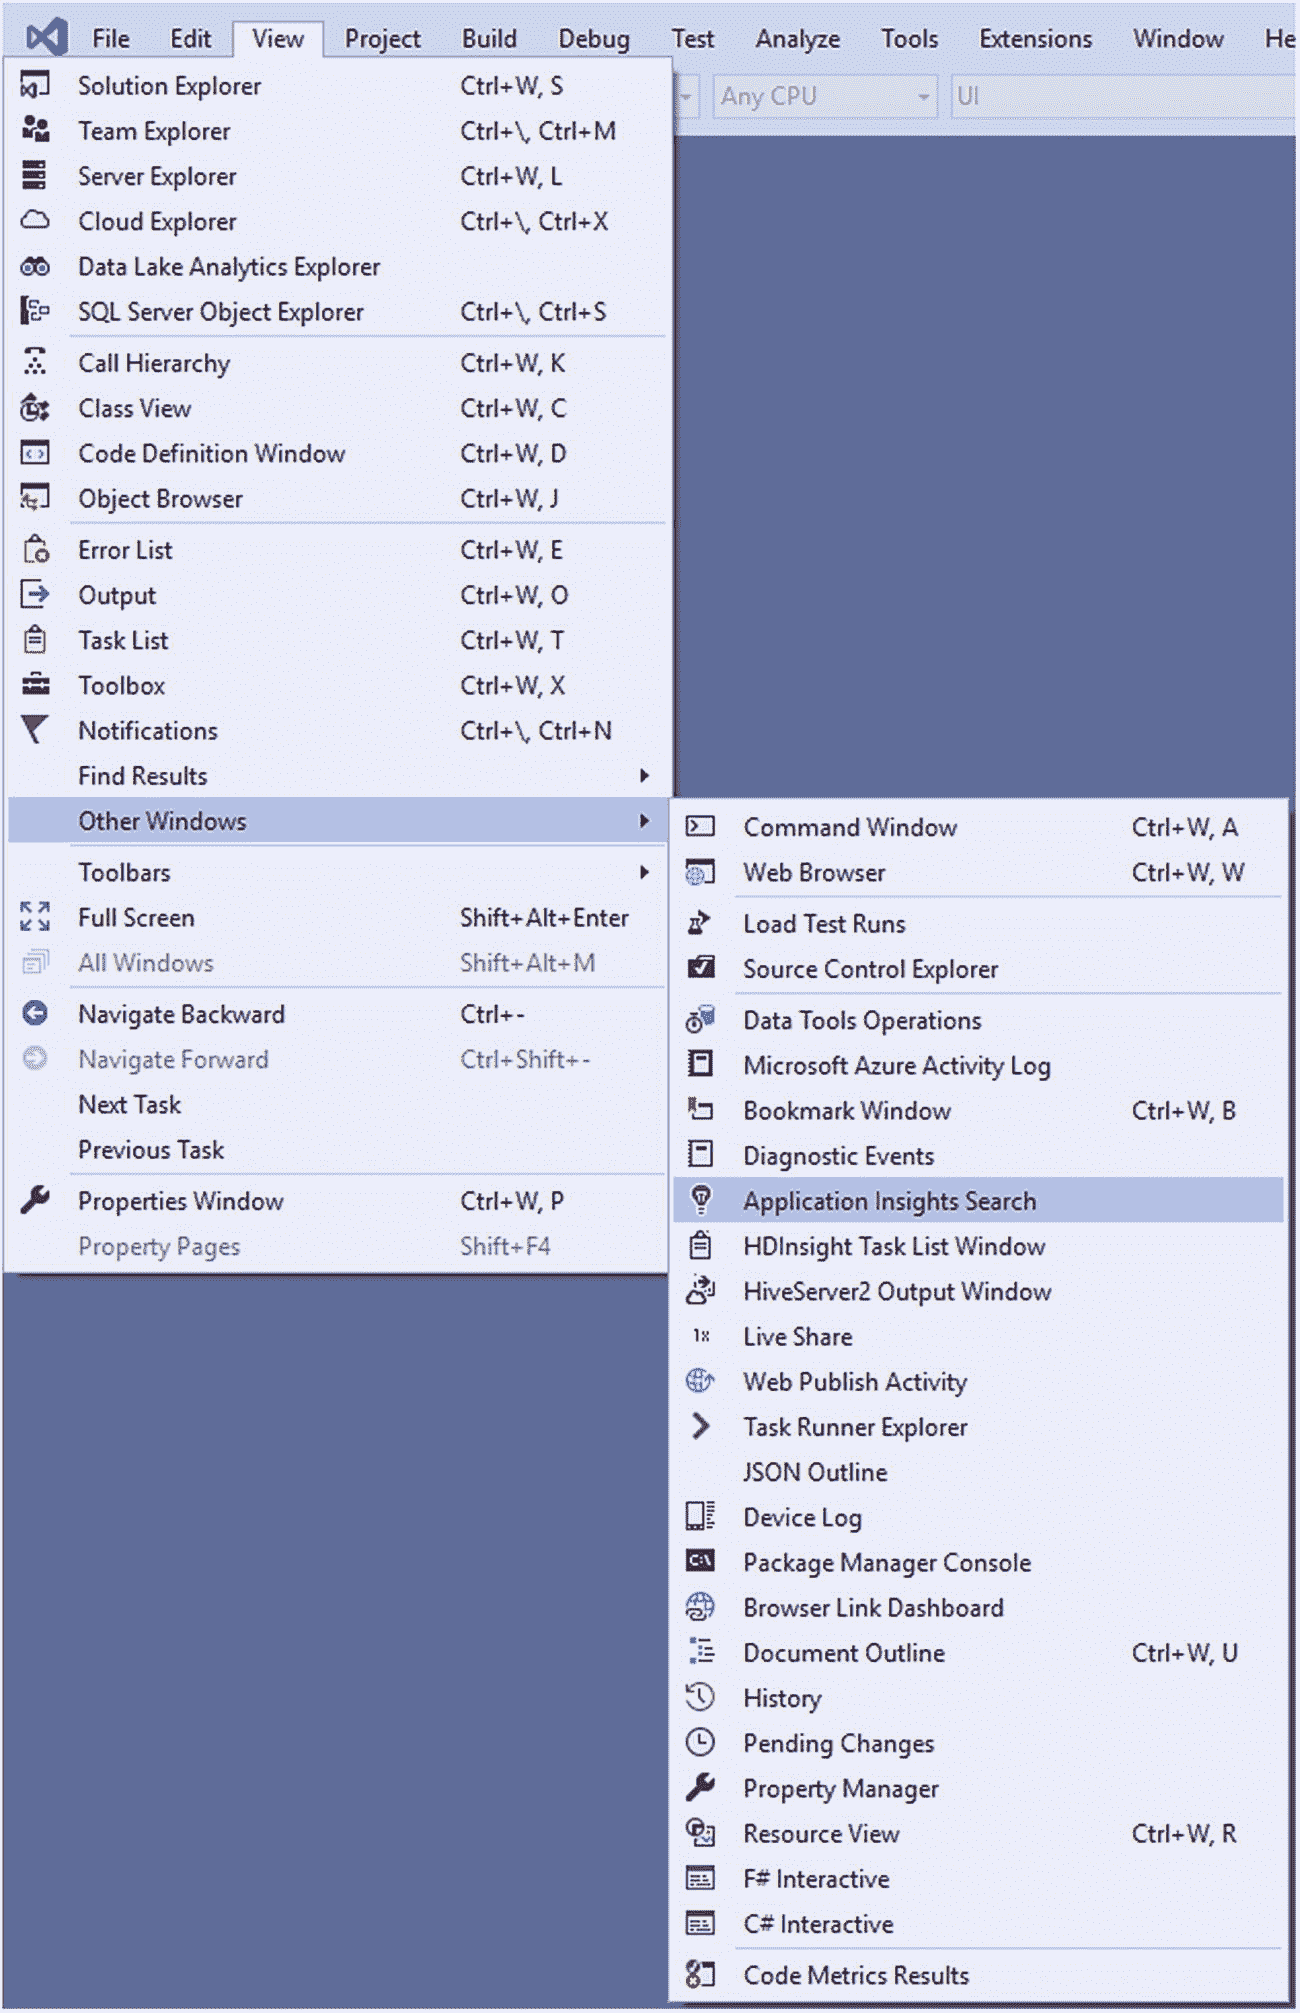 File Edit View Project Build Debug Test Analyze Tools Extensions Window He
Any CPU UI
Solution Explorer Ctrl+W, S
Team Explorer Ctrl+\, Ctrl+M
Server Explorer Ctrl+W, L
Cloud Explorer Ctrl+\, Ctrl+X
Data Lake Analytics Explorer
SQL Server Object Explorer Ctrl+\, Ctrl+S
Call Hierarchy Ctrl+W, K
Class View Ctrl+W, C
Code Definition Window Ctrl+W, D
Object Browser Ctrl+W, J
Error List Ctrl+W, E
Output Ctrl+W, O
Task List Ctrl+W, T
Toolbox Ctrl+W, X
Notifications Ctrl+\, Ctrl+N
Find Results
Other Windows
Toolbars
Full Screen Shift+Alt+Enter
All Windows Shift+Alt+M
Navigate Backward Ctrl+-
Navigate Forward Ctrl+Shift+-
Next Task
Previous Task
Properties Window Ctrl+W, P
Property Pages Shift+F4
Command Window Ctrl+W, A
Web Browser Ctrl+W, W
Load Test Runs
Source Control Explorer
Data Tools Operations
Microsoft Azure Activity Log
Bookmark Window Ctrl+W, B
Diagnostic Events
Application Insights Search
HDInsight Task List Window
HiveServer2 Output Window
1x Live Share
Web Publish Activity
Task Runner Explorer
JSON Outline
Device Log
C:\ Package Manager Console
Browser Link Dashboard
Document Outline Ctrl+W, U
History
Pending Changes
Property Manager
Resource View Ctrl+W, R
F# Interactive
C# Interactive
Code Metrics Results